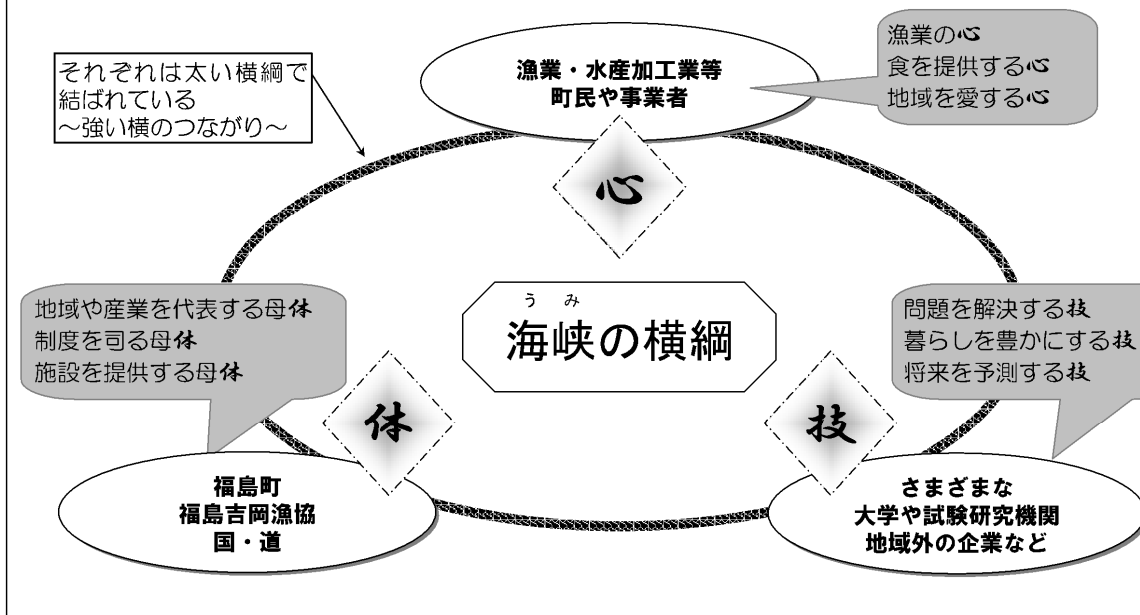 それぞれは太い横綱で
結ばれている
～強い横のつながり～
漁業・水産加工業等
町民や事業者
漁業の心
食を提供する心
地域を愛する心
心
うみ
海峡の横綱
地域や産業を代表する母体
制度を司る母体
施設を提供する母体
体
福島町
福島吉岡漁協
国・道
問題を解決する技
暮らしを豊かにする技
将来を予測する技
技
さまざまな
大学や試験研究機関
地域外の企業など